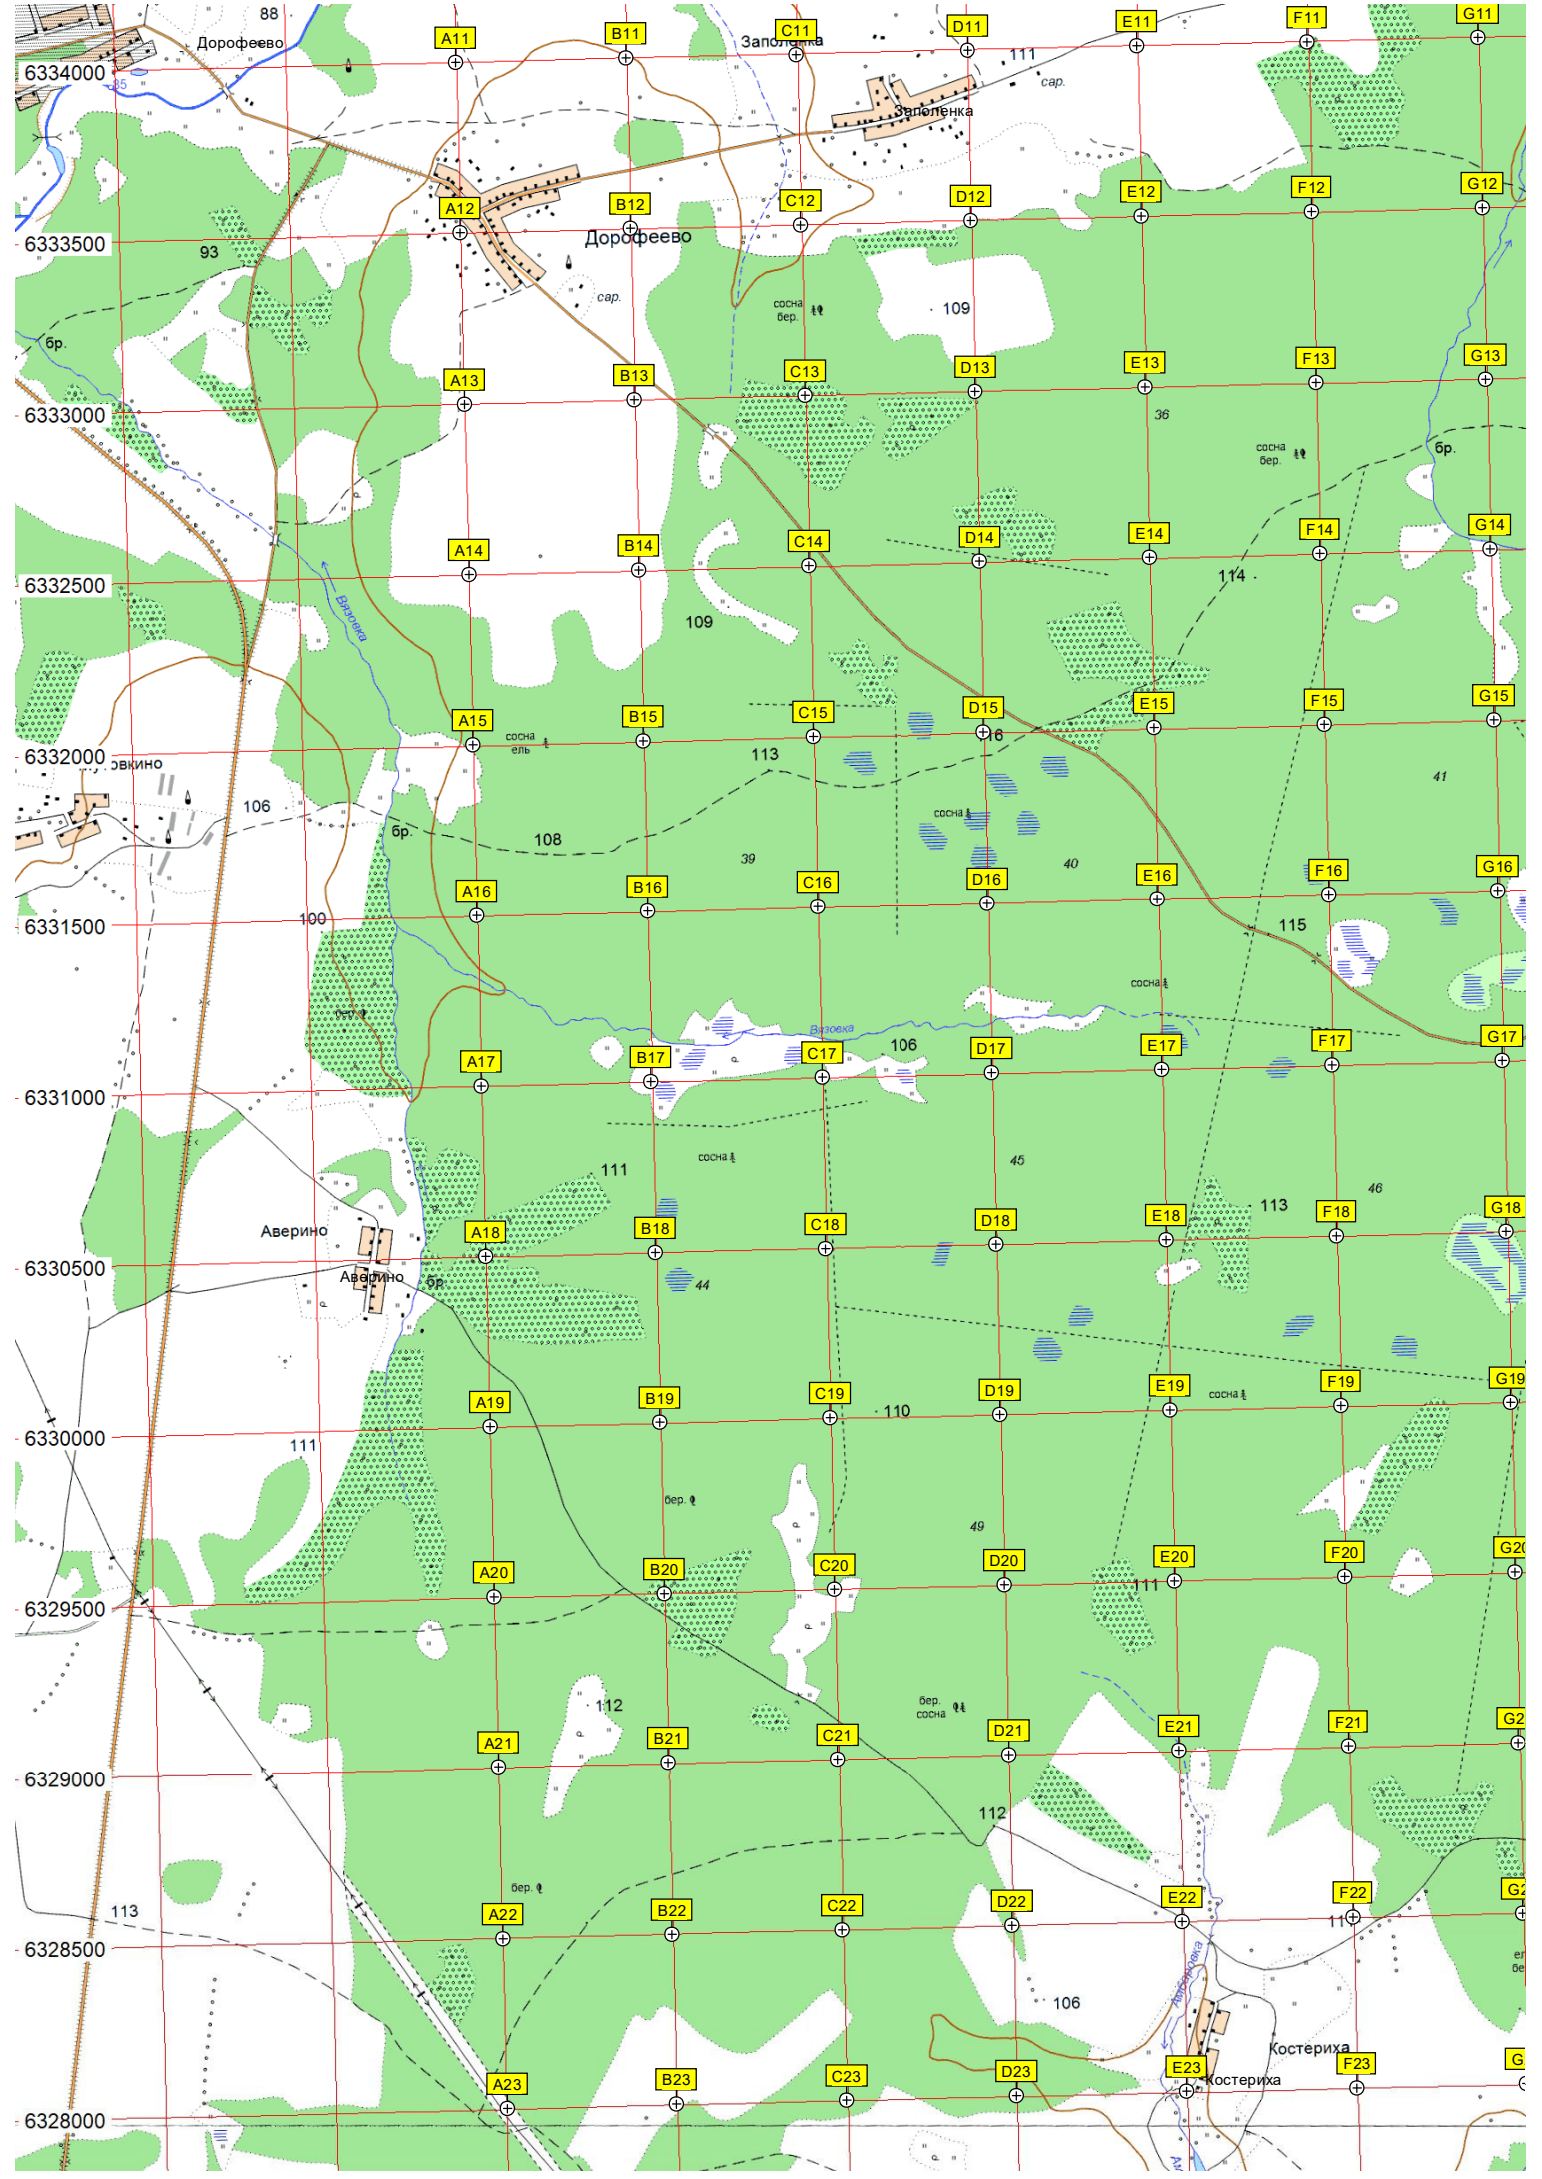 88
Дорофеево
A11
B11
C11
D11
E11
F11
G11
111
сар.
6334000
85
Заполенка
A12
B12
C12
D12
E12
F12
G12
Дорофеево
6333500
93
сар.
сосна
бер.
109
бр.
A13
B13
C13
D13
E13
F13
G13
6333000
36
сосна
бер.
бр.
A14
B14
C14
D14
E14
F14
G14
6332500
114
Вязовка
109
A15
B15
C15
D15
E15
F15
G15
сосна
ель
113
6332000
41
106
бр.
108
сосна
39
40
A16
B16
C16
D16
E16
F16
G16
100
115
6331500
сосна
Вязовка
106
A17
B17
C17
D17
E17
F17
G17
6331000
сосна
111
45
46
113
Аверино
A18
B18
C18
D18
E18
F18
G18
6330500
Аверино
бр.
44
A19
B19
C19
D19
E19
F19
G19
сосна
110
6330000
111
бер.
49
A20
B20
C20
D20
E20
F20
111
6329500
112
бер.
сосна
A21
B21
C21
D21
E21
F21
6329000
112
бер.
A22
B22
C22
D22
E22
F22
113
6328500
Амбаровка
106
Костериха
A23
B23
C23
D23
E23
F23
Костериха
6328000